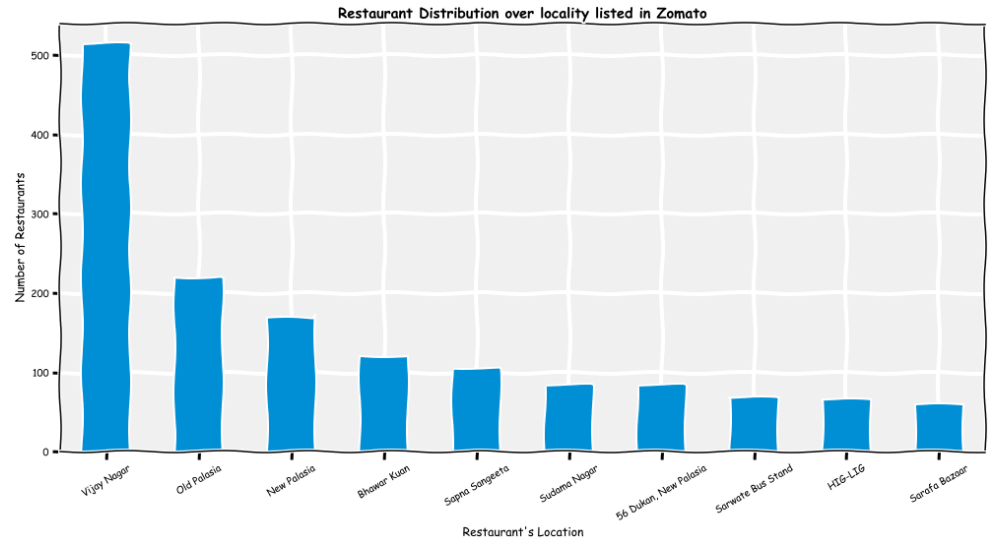 Restaurant Distribution over locality listed in Zomato
Number of Restaurants
500
400
300
200
100
0
Vijay Nagar
Old Palasia
New Palasia
Bhawar Kuan
Sapna Sangeeta
Sudama Nagar
56 Dukan, New Palasia
Sarwate Bus Stand
HIG-LIG
Sarafa Bazaar
Restaurant's Location